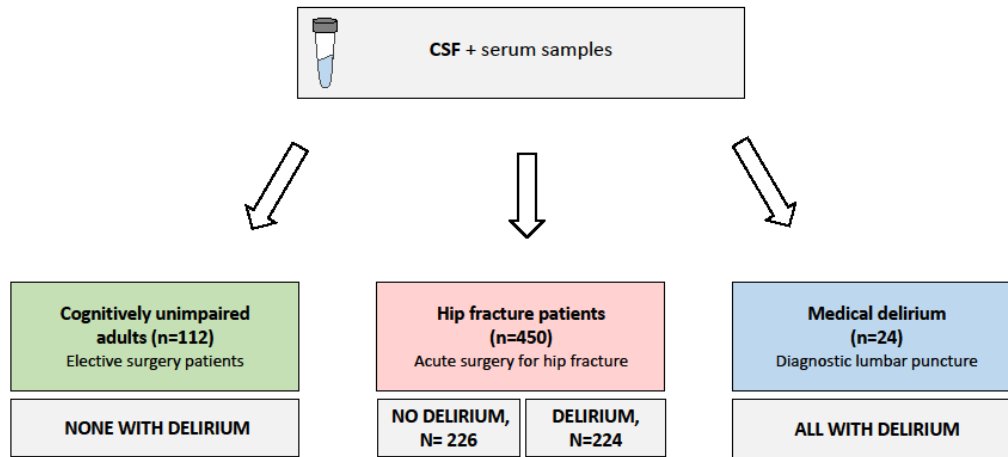 CSF + serum samples
Cognitively unimpaired
adults (n=112)
Elective surgery patients
NONE WITH DELIRIUM
Hip fracture patients
(n=450)
Acute surgery for hip fracture
NO DELIRIUM,
N= 226
DELIRIUM,
N=224
Medical delirium
(n=24)
Diagnostic lumbar puncture
ALL WITH DELIRIUM